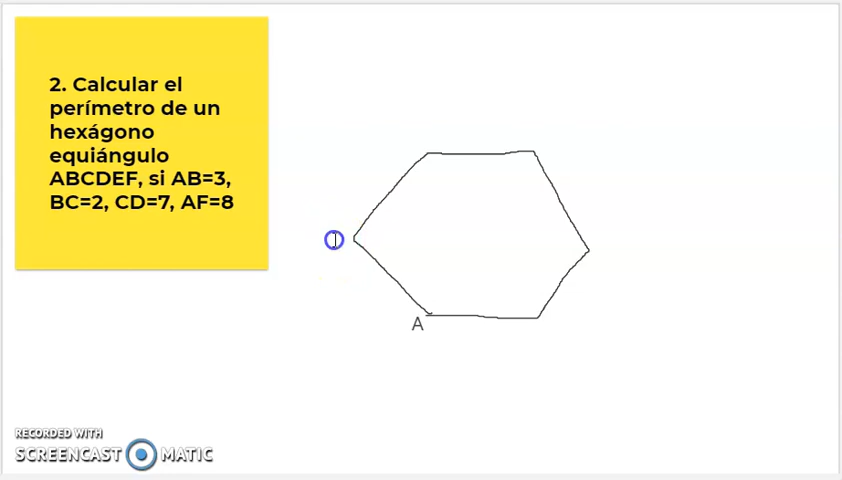 2. Calcular el
perímetro de un
hexágono
equiángulo
ABCDEF, si AB=3,
BC=2, CD=7, AF=8
A
RECORDED WITH
SCREENCAST MATIC